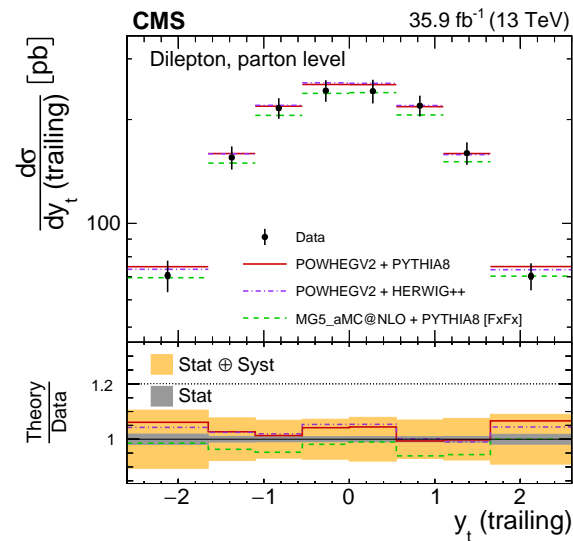 CMS 35.9 fb⁻¹ (13 TeV)
Dilepton, parton level
dσ
dy_t (trailing)
[pb]
100
Data
POWHEGV2 + PYTHIA8
POWHEGV2 + HERWIG++
MG5_aMC@NLO + PYTHIA8 [FxFx]
Theory
Data
1.2
1
Stat ⊕ Syst
Stat
−2 −1 0 1 2
y_t (trailing)